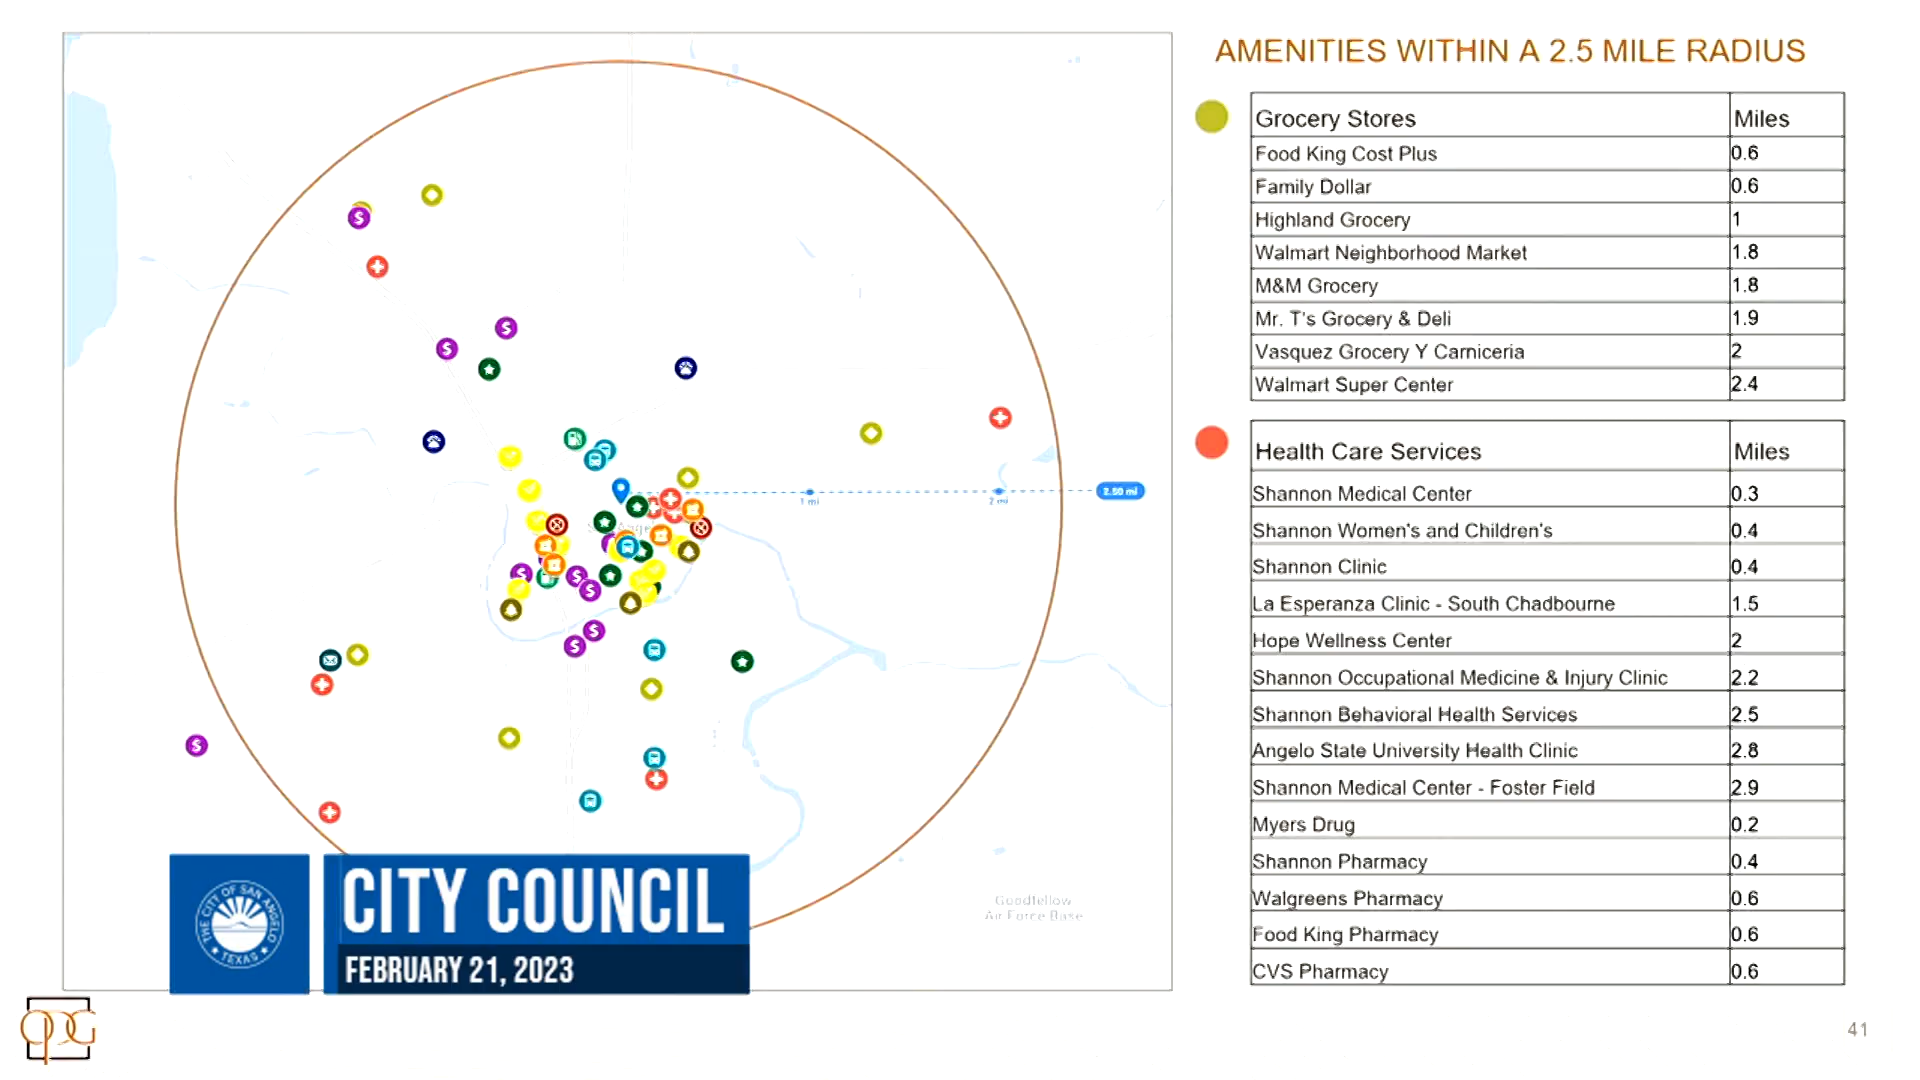 AMENITIES WITHIN A 2.5 MILE RADIUS
Grocery Stores Miles
Food King Cost Plus 0.6
Family Dollar 0.6
Highland Grocery 1
Walmart Neighborhood Market 1.8
M&M Grocery 1.8
Mr. T's Grocery & Deli 1.9
Vasquez Grocery Y Carniceria 2
Walmart Super Center 2.4
Health Care Services Miles
Shannon Medical Center 0.3
Shannon Women's and Children's 0.4
Shannon Clinic 0.4
La Esperanza Clinic - South Chadbourne 1.5
Hope Wellness Center 2
Shannon Occupational Medicine & Injury Clinic 2.2
Shannon Behavioral Health Services 2.5
Angelo State University Health Clinic 2.8
Shannon Medical Center - Foster Field 2.9
Myers Drug 0.2
Shannon Pharmacy 0.4
Walgreens Pharmacy 0.6
Food King Pharmacy 0.6
CVS Pharmacy 0.6
1 mi
2 mi
2.50 mi
Goodfellow
Air Force Base
THE CITY OF SAN ANGELO
TEXAS
CITY COUNCIL
FEBRUARY 21, 2023
41